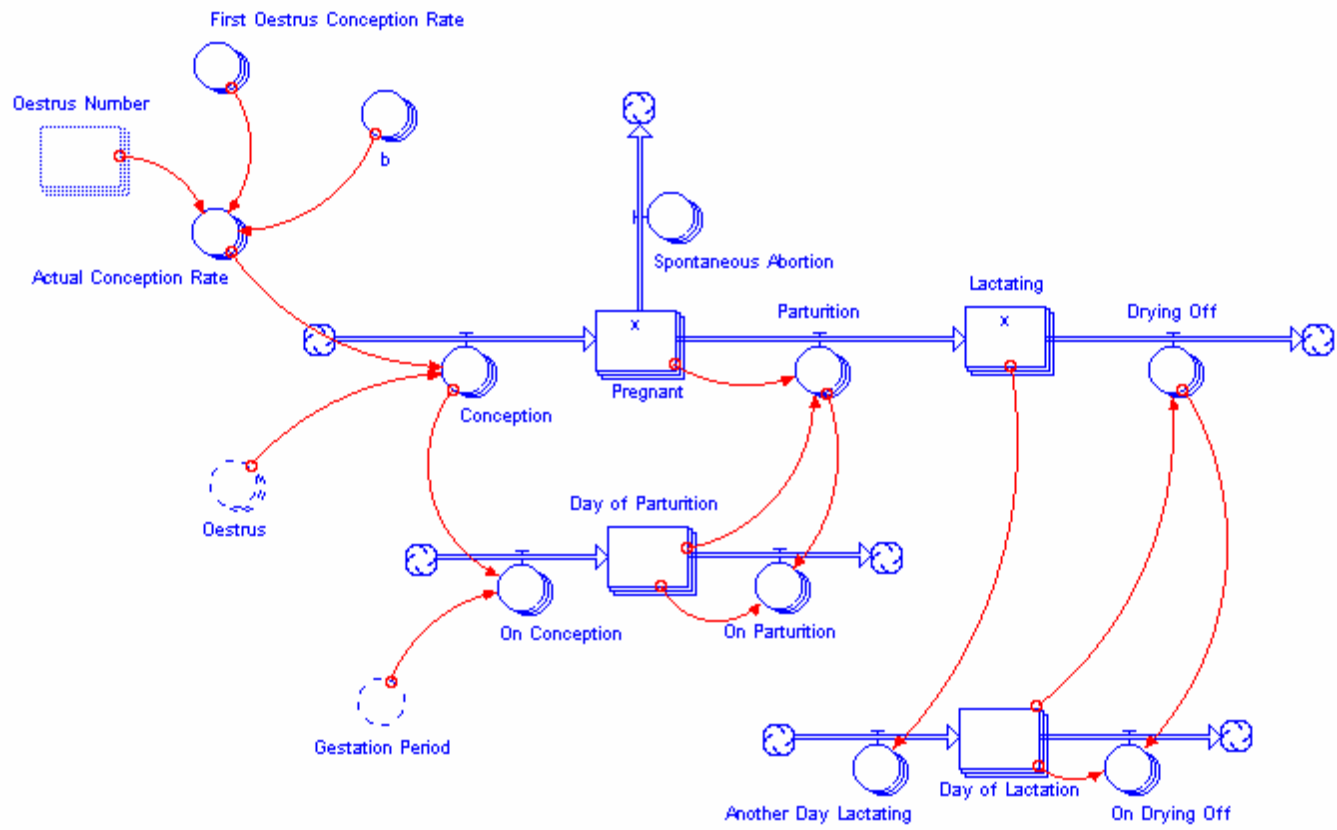 First Oestrus Conception Rate
Oestrus Number
b
Actual Conception Rate
Spontaneous Abortion
Lactating
Parturition
Drying Off
x
x
Pregnant
Conception
Day of Parturition
Oestrus
On Conception
On Parturition
Gestation Period
Day of Lactation
Another Day Lactating
On Drying Off